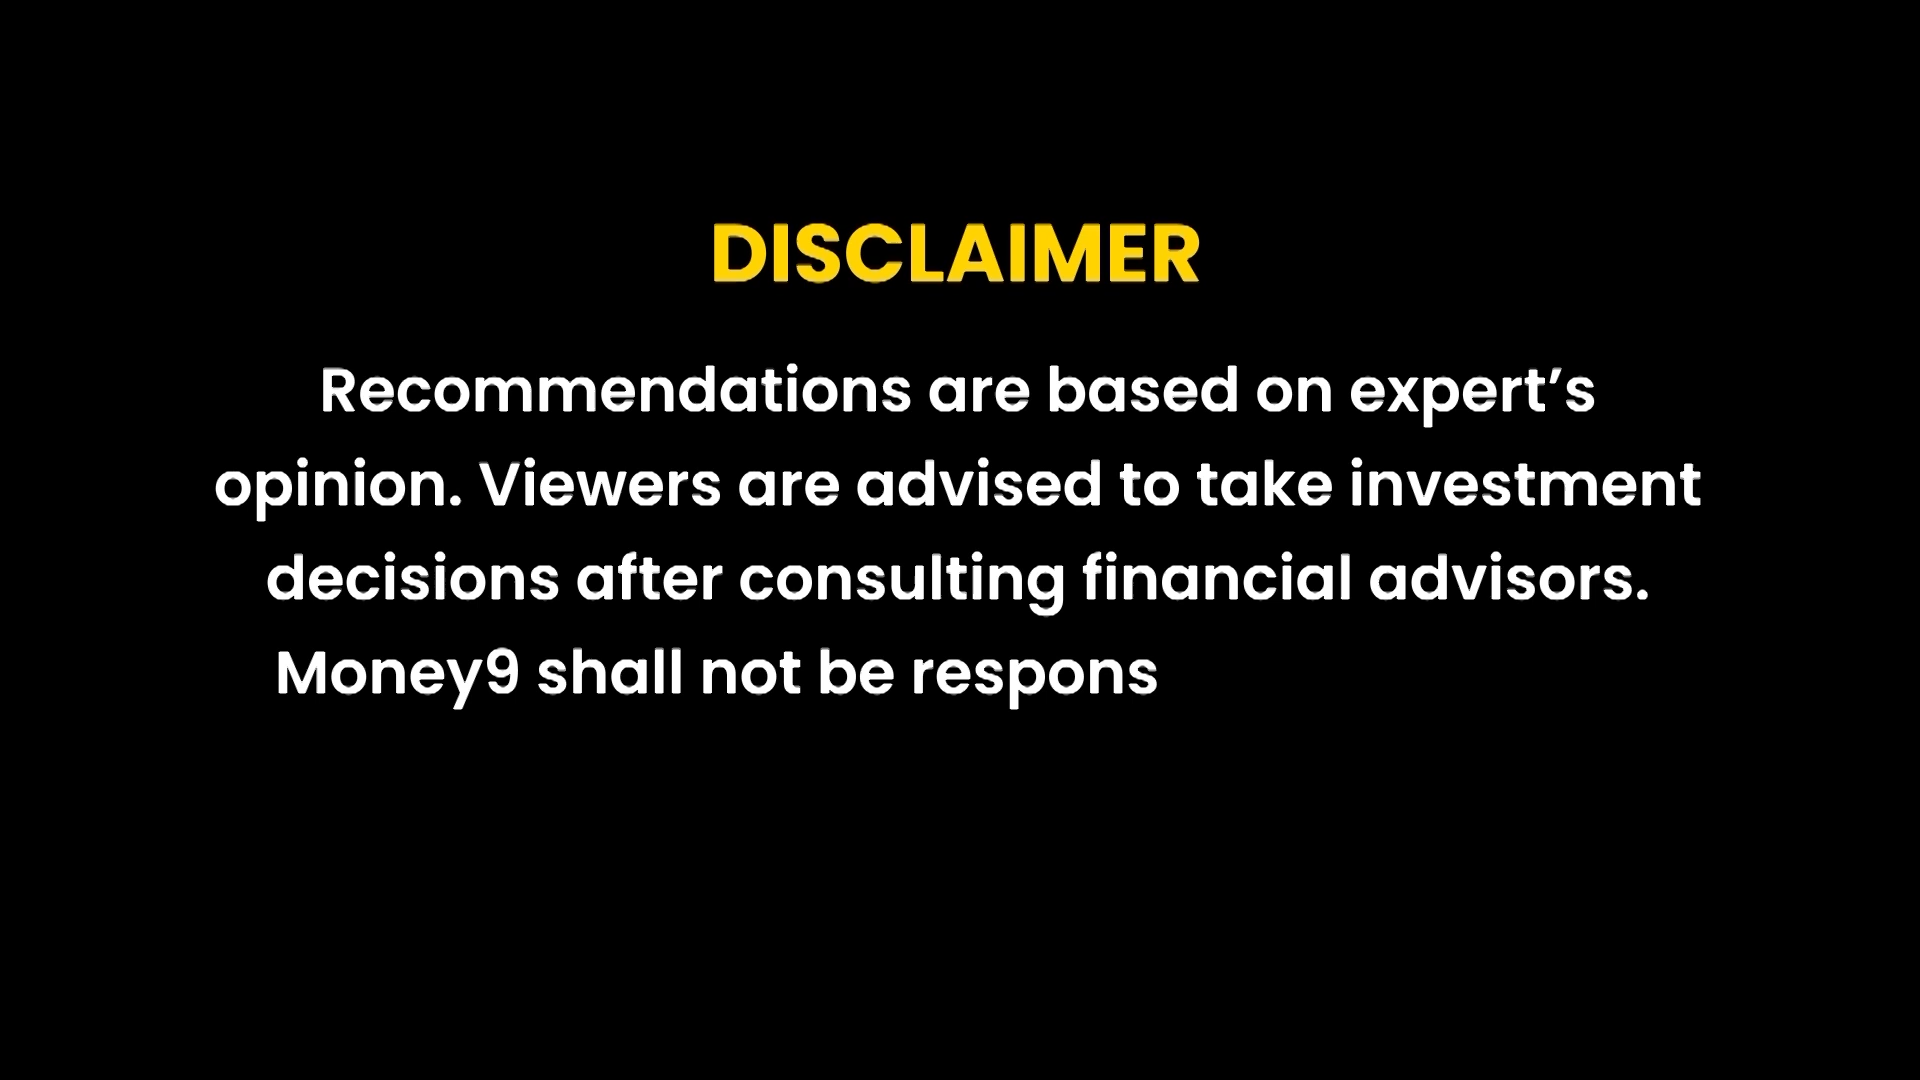 DISCLAIMER
Recommendations are based on expert’s
opinion. Viewers are advised to take investment
decisions after consulting financial advisors.
Money9 shall not be respons